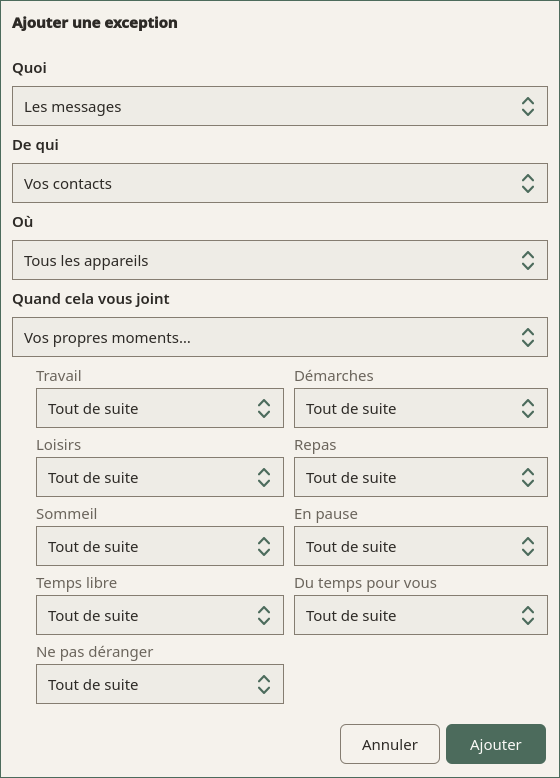 Ajouter une exception
Quoi
Les messages
De qui
Vos contacts
Où
Tous les appareils
Quand cela vous joint
Vos propres moments...
Travail
Démarches
Tout de suite
Tout de suite
Loisirs
Repas
Tout de suite
Tout de suite
Sommeil
En pause
Tout de suite
Tout de suite
Temps libre
Du temps pour vous
Tout de suite
Tout de suite
Ne pas déranger
Tout de suite
Annuler
Ajouter